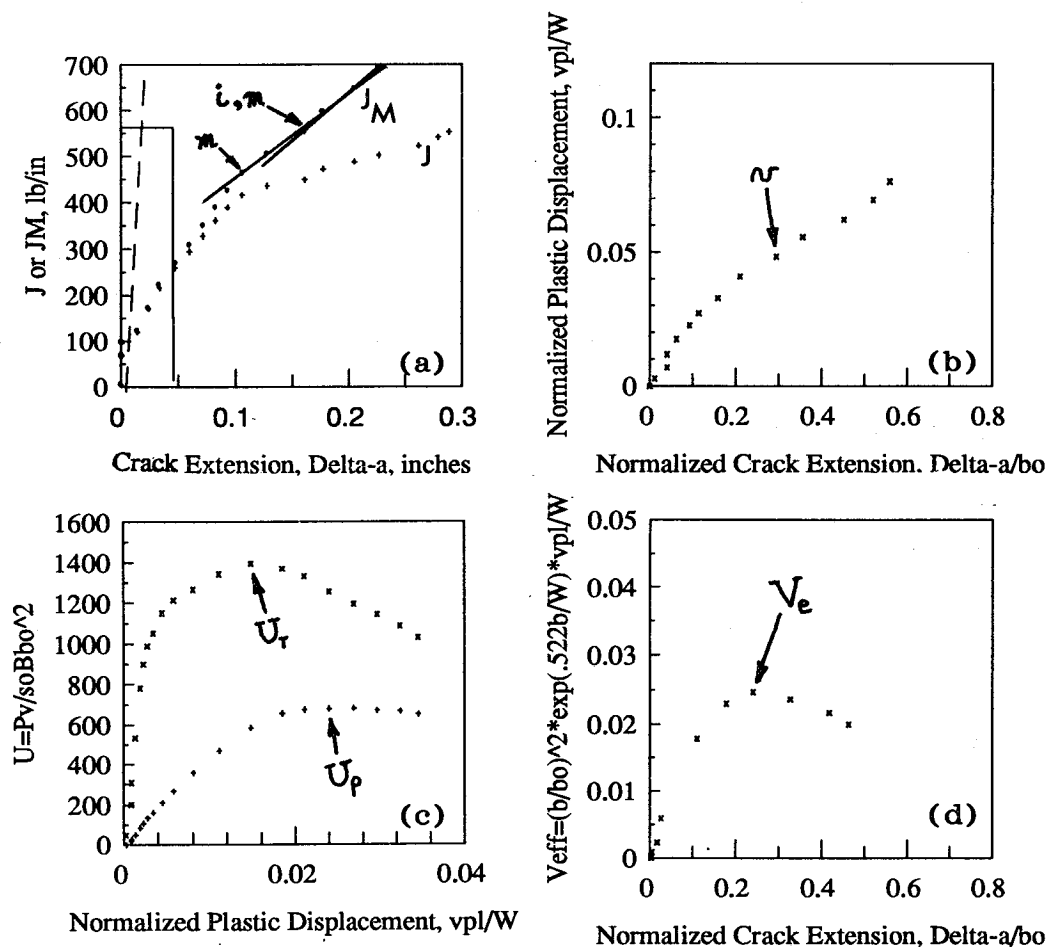 J or JM, lb/in
700
600
500
400
300
200
100
0
i,m
m
JM
J
(a)
0
0.1
0.2
0.3
Crack Extension, Delta-a, inches
Normalized Plastic Displacement, vpl/W
0.1
0.05
0
(b)
0
0.2
0.4
0.6
0.8
Normalized Crack Extension. Delta-a/bo
U=Pv/soBbo^2
1600
1400
1200
1000
800
600
400
200
0
UT
Up
(c)
0
0.02
0.04
Normalized Plastic Displacement, vpl/W
Veff=(b/bo)^2*exp(.522b/W)*vpl/W
0.05
0.04
0.03
0.02
0.01
0
Ve
(d)
0
0.2
0.4
0.6
0.8
Normalized Crack Extension, Delta-a/bo